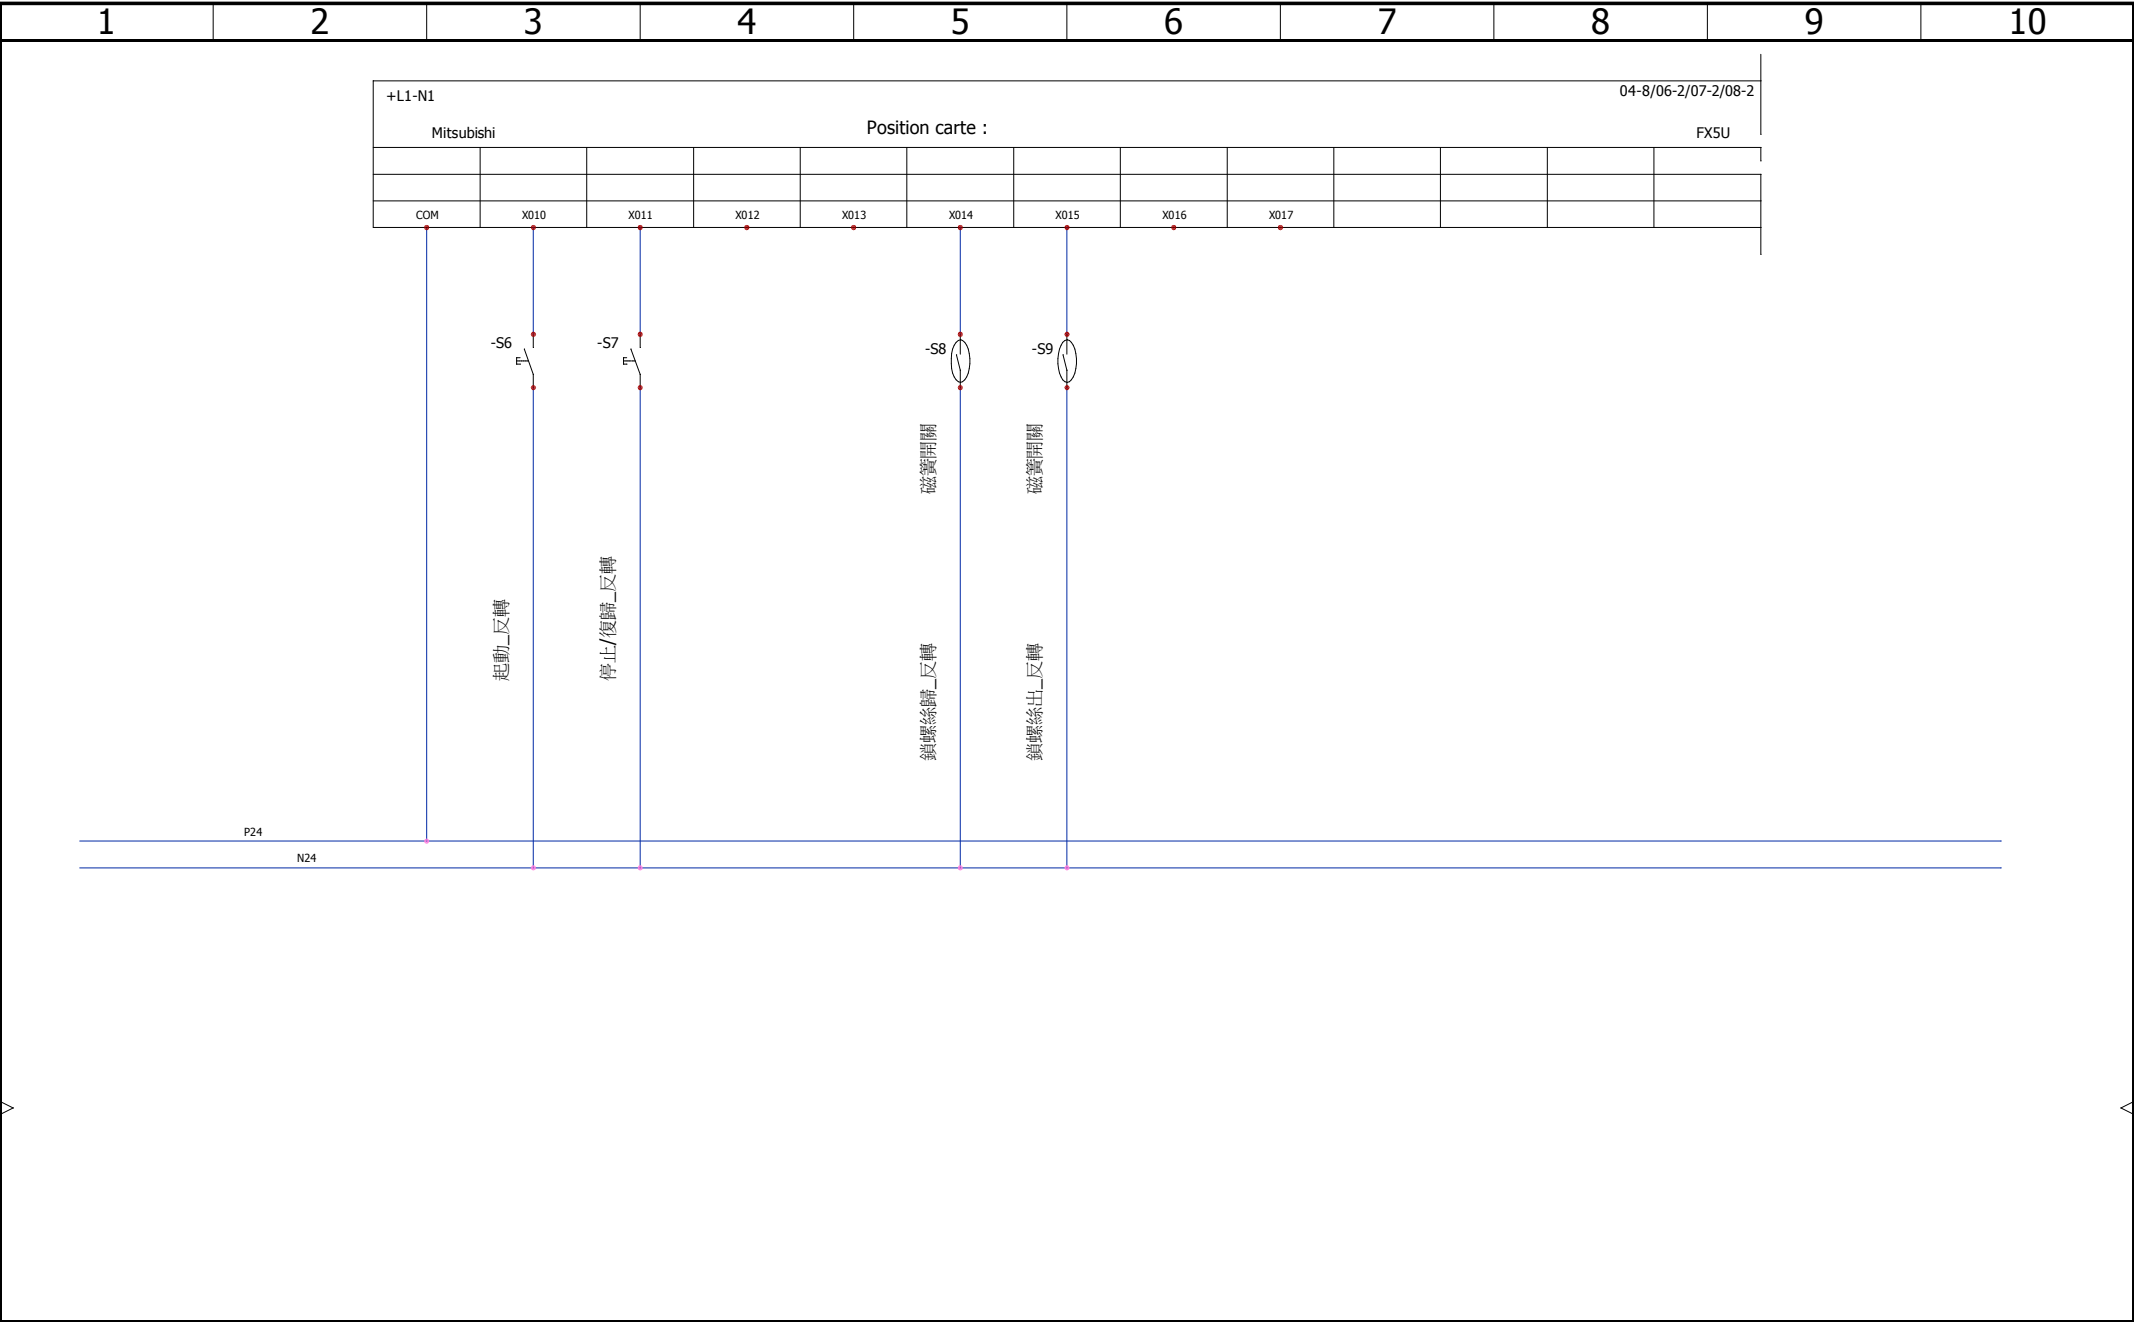 1 2 3 4 5 6 7 8 9 10
+L1-N1 04-8/06-2/07-2/08-2
Mitsubishi Position carte : FX5U
COM X010 X011 X012 X013 X014 X015 X016 X017
-S6 -S7 -S8 -S9
磁簧開關
磁簧開關
起動_反轉
停止/復歸_反轉
鎖螺絲歸_反轉
鎖螺絲出_反轉
P24
N24